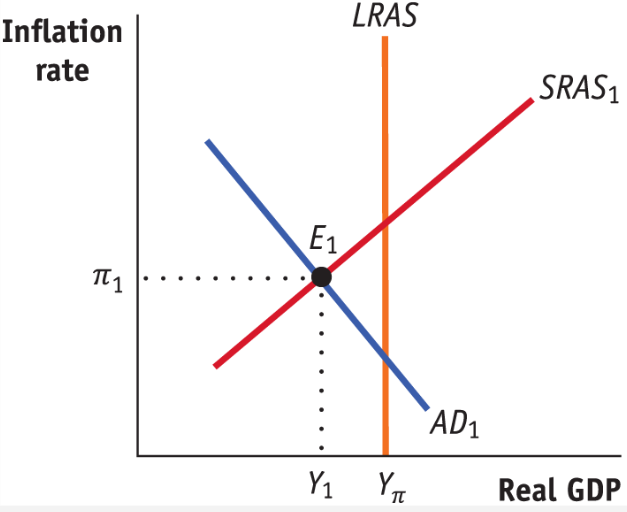 Inflation
rate
LRAS
SRAS₁
E₁
π₁
AD₁
Y₁
Yπ
Real GDP